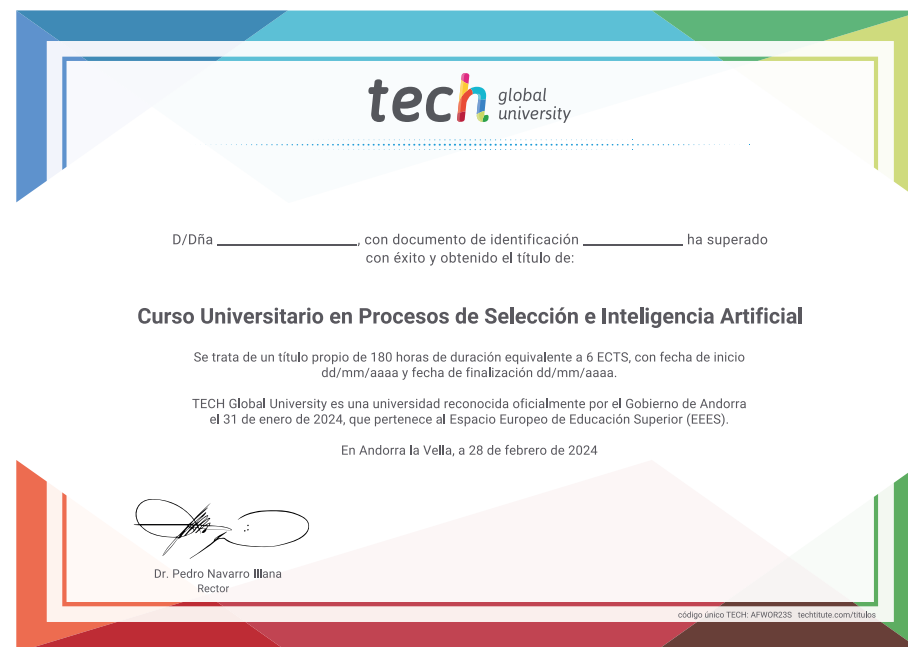 tech global university
D/Dña ____________, con documento de identificación ____________ ha superado
con éxito y obtenido el título de:
Curso Universitario en Procesos de Selección e Inteligencia Artificial
Se trata de un título propio de 180 horas de duración equivalente a 6 ECTS, con fecha de inicio
dd/mm/aaaa y fecha de finalización dd/mm/aaaa.
TECH Global University es una universidad reconocida oficialmente por el Gobierno de Andorra
el 31 de enero de 2024, que pertenece al Espacio Europeo de Educación Superior (EEES).
En Andorra la Vella, a 28 de febrero de 2024
Dr. Pedro Navarro Illana
Rector
código único TECH: AFWOR23S techtitute.com/titulos